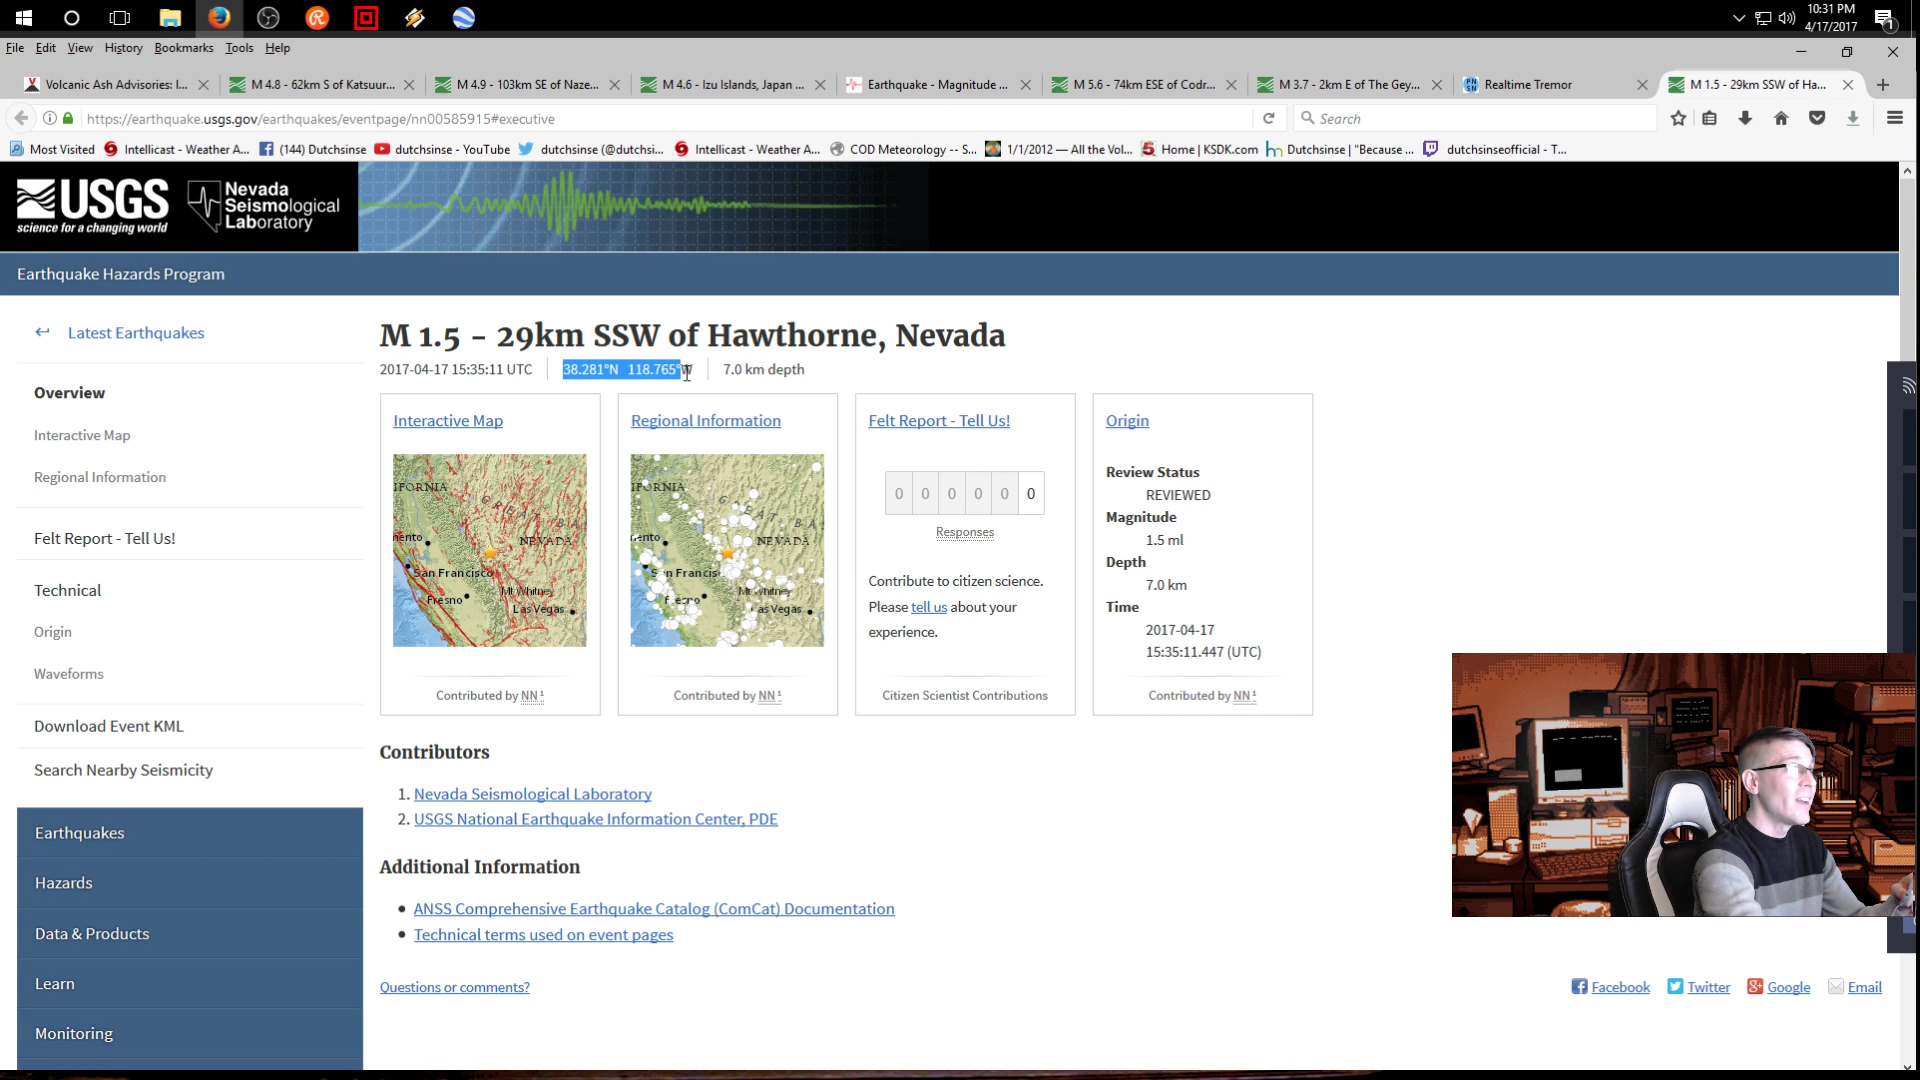 10:31 PM
4/17/2017
1
File Edit View History Bookmarks Tools Help
Volcanic Ash Advisories: I... M 4.8 - 62km S of Katsuur... M 4.9 - 103km SE of Naze... M 4.6 - Izu Islands, Japan ... Earthquake - Magnitude ... M 5.6 - 74km ESE of Codr... M 3.7 - 2km E of The Gey... Realtime Tremor M 1.5 - 29km SSW of Ha...
https://earthquake.usgs.gov/earthquakes/eventpage/nn00585915#executive Search
Most Visited Intellicast - Weather A... (144) Dutchsinse dutchsinse - YouTube dutchsinse (@dutchsi... Intellicast - Weather A... COD Meteorology -- S... 1/1/2012 — All the Vol... Home | KSDK.com Dutchsinse | "Because ... dutchsinseofficial - T...
USGS
science for a changing world
Nevada
Seismological
Laboratory
Earthquake Hazards Program
Latest Earthquakes
Overview
Interactive Map
Regional Information
Felt Report - Tell Us!
Technical
Origin
Waveforms
Download Event KML
Search Nearby Seismicity
Earthquakes
Hazards
Data & Products
Learn
Monitoring
M 1.5 - 29km SSW of Hawthorne, Nevada
2017-04-17 15:35:11 UTC 38.281°N 118.765°W 7.0 km depth
Interactive Map
IFORNIA
GREAT BA
mento
NEVADA
San Francisco
Mt Whitney
Fresno
Las Vegas
Contributed by NN 1
Regional Information
IFORNIA
NEVADA
Contributed by NN 1
Felt Report - Tell Us!
0 0 0 0 0 0
Responses
Contribute to citizen science.
Please tell us about your
experience.
Citizen Scientist Contributions
Origin
Review Status
REVIEWED
Magnitude
1.5 ml
Depth
7.0 km
Time
2017-04-17
15:35:11.447 (UTC)
Contributed by NN 1
Contributors
1. Nevada Seismological Laboratory
2. USGS National Earthquake Information Center, PDE
Additional Information
• ANSS Comprehensive Earthquake Catalog (ComCat) Documentation
• Technical terms used on event pages
Questions or comments?
Facebook Twitter Google Email